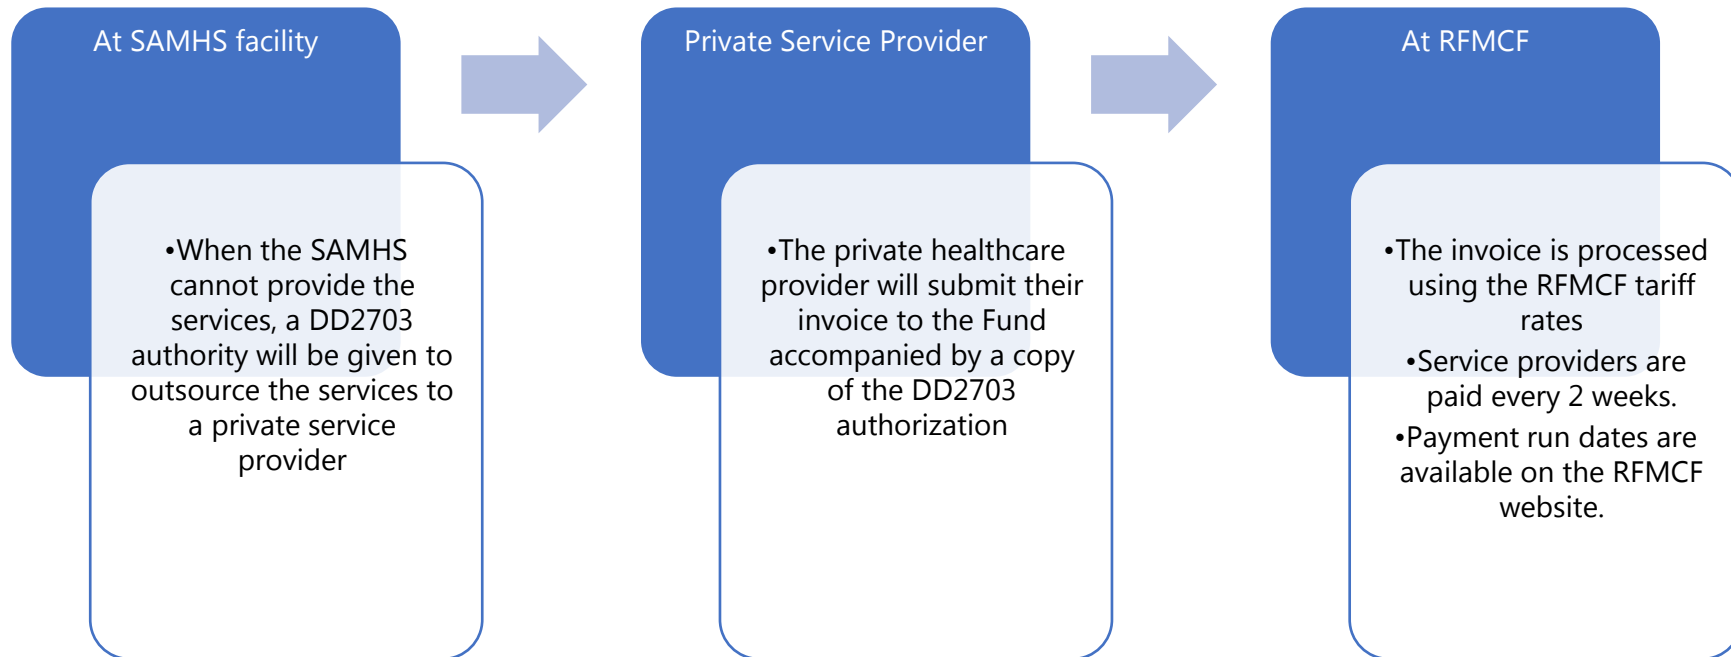 At SAMHS facility
•When the SAMHS
cannot provide the
services, a DD2703
authority will be given to
outsource the services to
a private service
provider
Private Service Provider
•The private healthcare
provider will submit their
invoice to the Fund
accompanied by a copy
of the DD2703
authorization
At RFMCF
•The invoice is processed
using the RFMCF tariff
rates
•Service providers are
paid every 2 weeks.
•Payment run dates are
available on the RFMCF
website.